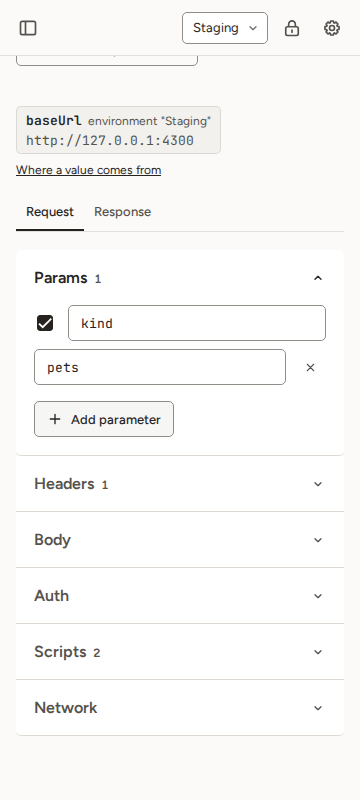 Staging
baseUrl environment "Staging"
http://127.0.0.1:4300
Where a value comes from
Request Response
Params 1
kind
pets
Add parameter
Headers 1
Body
Auth
Scripts 2
Network